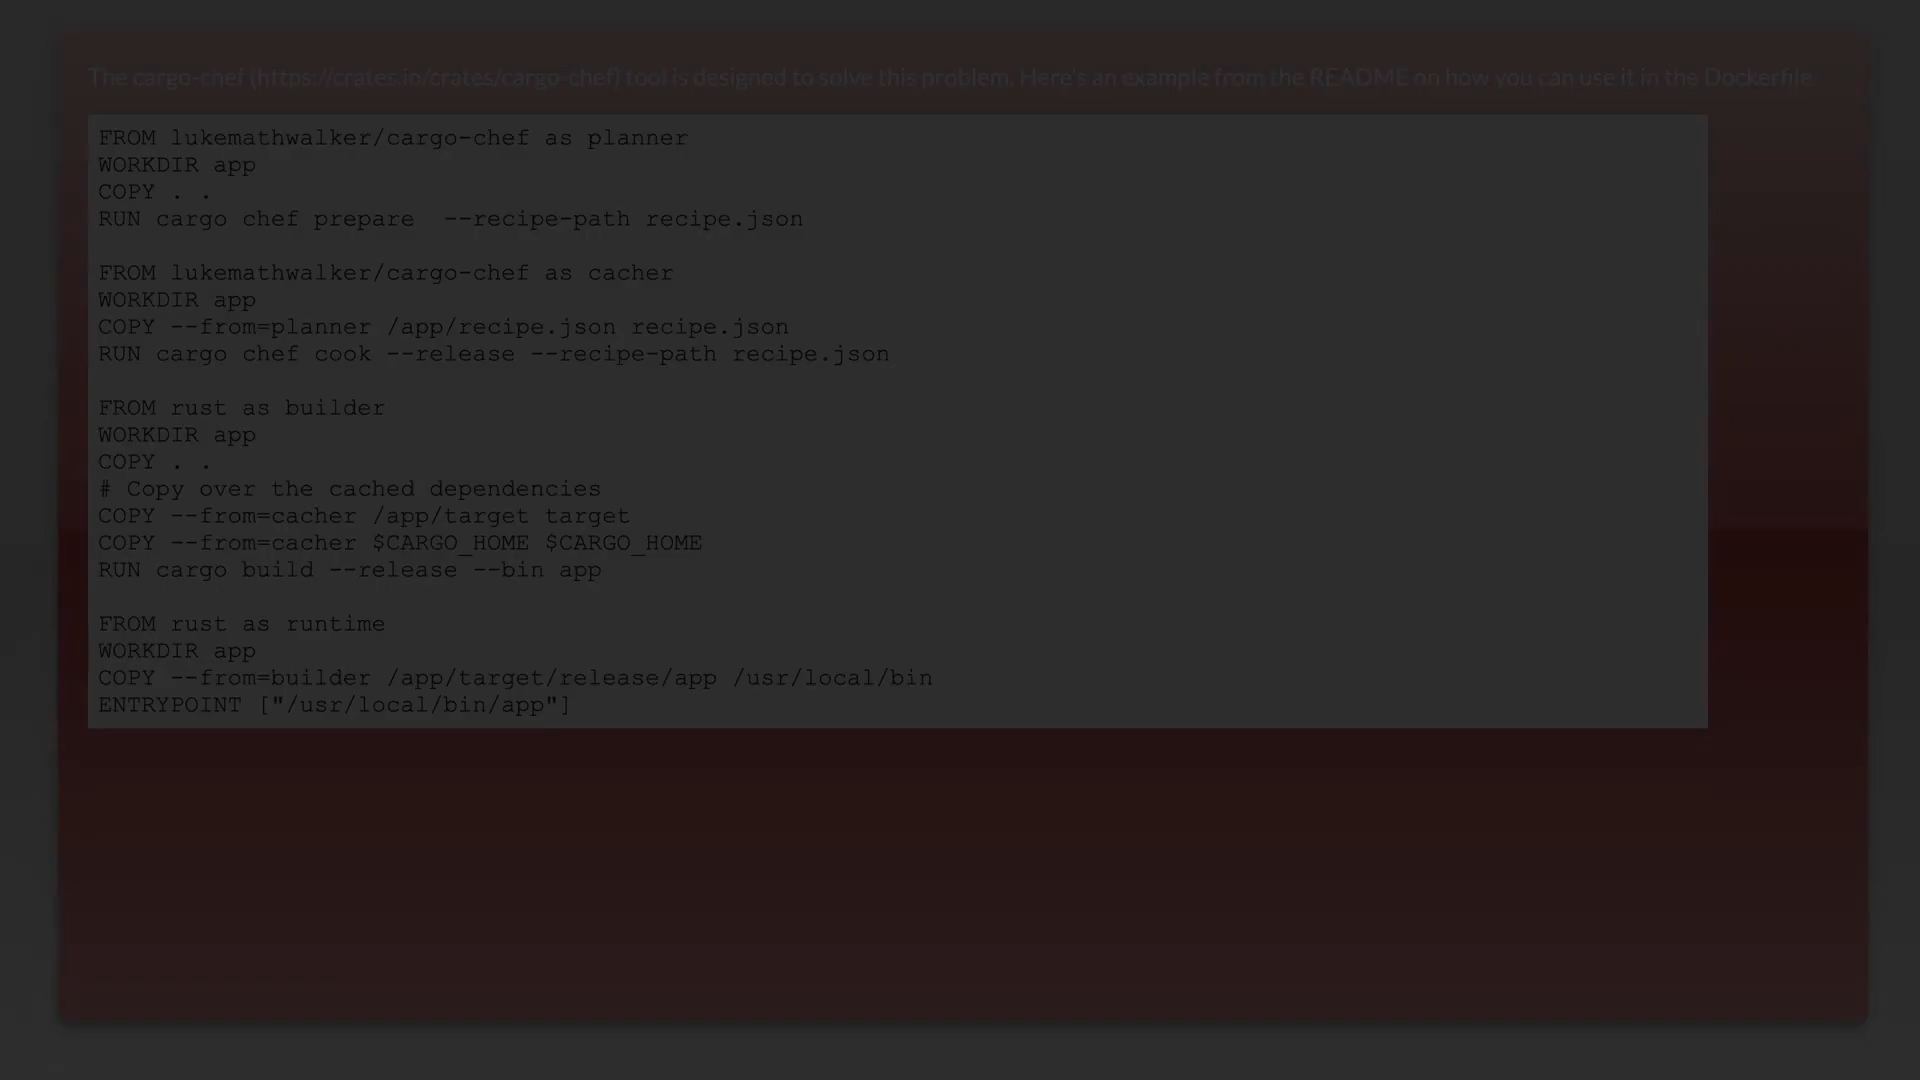 The cargo-chef (https://crates.io/crates/cargo-chef) tool is designed to solve this problem. Here's an example from the README on how you can use it in the Dockerfile
FROM lukemathwalker/cargo-chef as planner
WORKDIR app
COPY . .
RUN cargo chef prepare  --recipe-path recipe.json
FROM lukemathwalker/cargo-chef as cacher
WORKDIR app
COPY --from=planner /app/recipe.json recipe.json
RUN cargo chef cook --release --recipe-path recipe.json
FROM rust as builder
WORKDIR app
COPY . .
# Copy over the cached dependencies
COPY --from=cacher /app/target target
COPY --from=cacher $CARGO_HOME $CARGO_HOME
RUN cargo build --release --bin app
FROM rust as runtime
WORKDIR app
COPY --from=builder /app/target/release/app /usr/local/bin
ENTRYPOINT ["/usr/local/bin/app"]